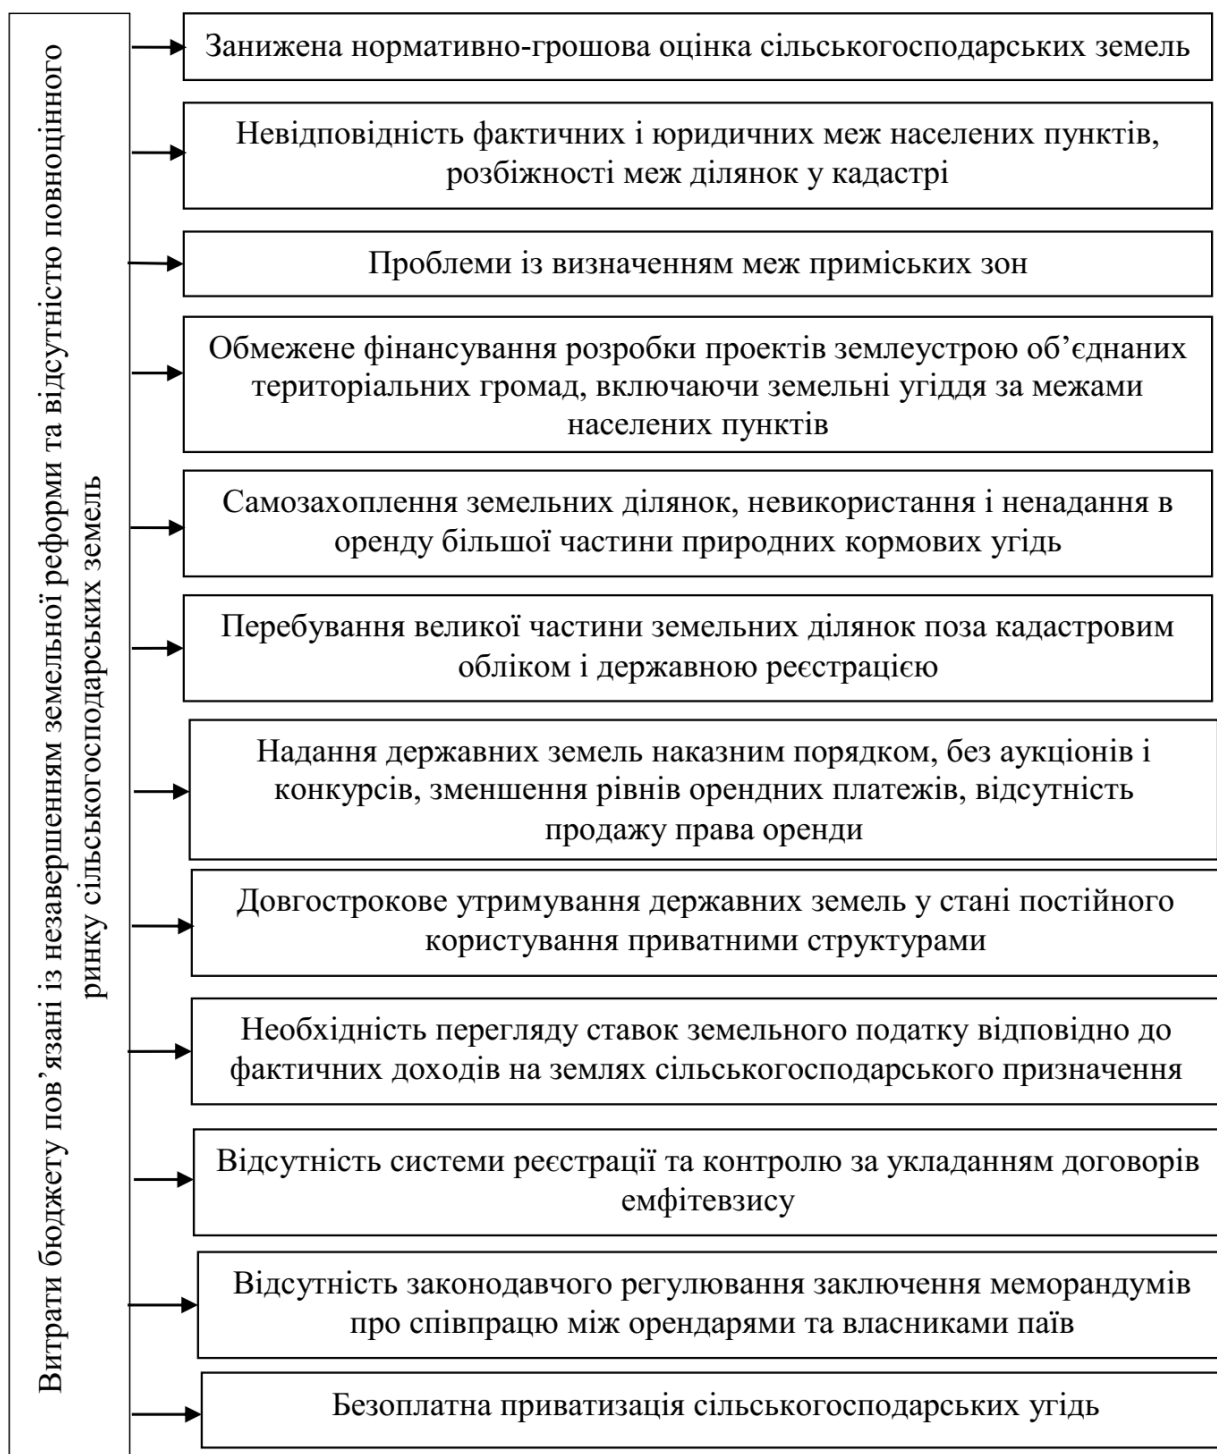 Витрати бюджету пов’язані із незавершенням земельної реформи та відсутністю повноцінного
ринку сільськогосподарських земель
Занижена нормативно-грошова оцінка сільськогосподарських земель
Невідповідність фактичних і юридичних меж населених пунктів,
розбіжності меж ділянок у кадастрі
Проблеми із визначенням меж приміських зон
Обмежене фінансування розробки проектів землеустрою об’єднаних
територіальних громад, включаючи земельні угіддя за межами
населених пунктів
Самозахоплення земельних ділянок, невикористання і ненадання в
оренду більшої частини природних кормових угідь
Перебування великої частини земельних ділянок поза кадастровим
обліком і державною реєстрацією
Надання державних земель наказним порядком, без аукціонів і
конкурсів, зменшення рівнів орендних платежів, відсутність
продажу права оренди
Довгострокове утримування державних земель у стані постійного
користування приватними структурами
Необхідність перегляду ставок земельного податку відповідно до
фактичних доходів на землях сільськогосподарського призначення
Відсутність системи реєстрації та контролю за укладанням договорів
емфітевзису
Відсутність законодавчого регулювання заключення меморандумів
про співпрацю між орендарями та власниками паїв
Безоплатна приватизація сільськогосподарських угідь